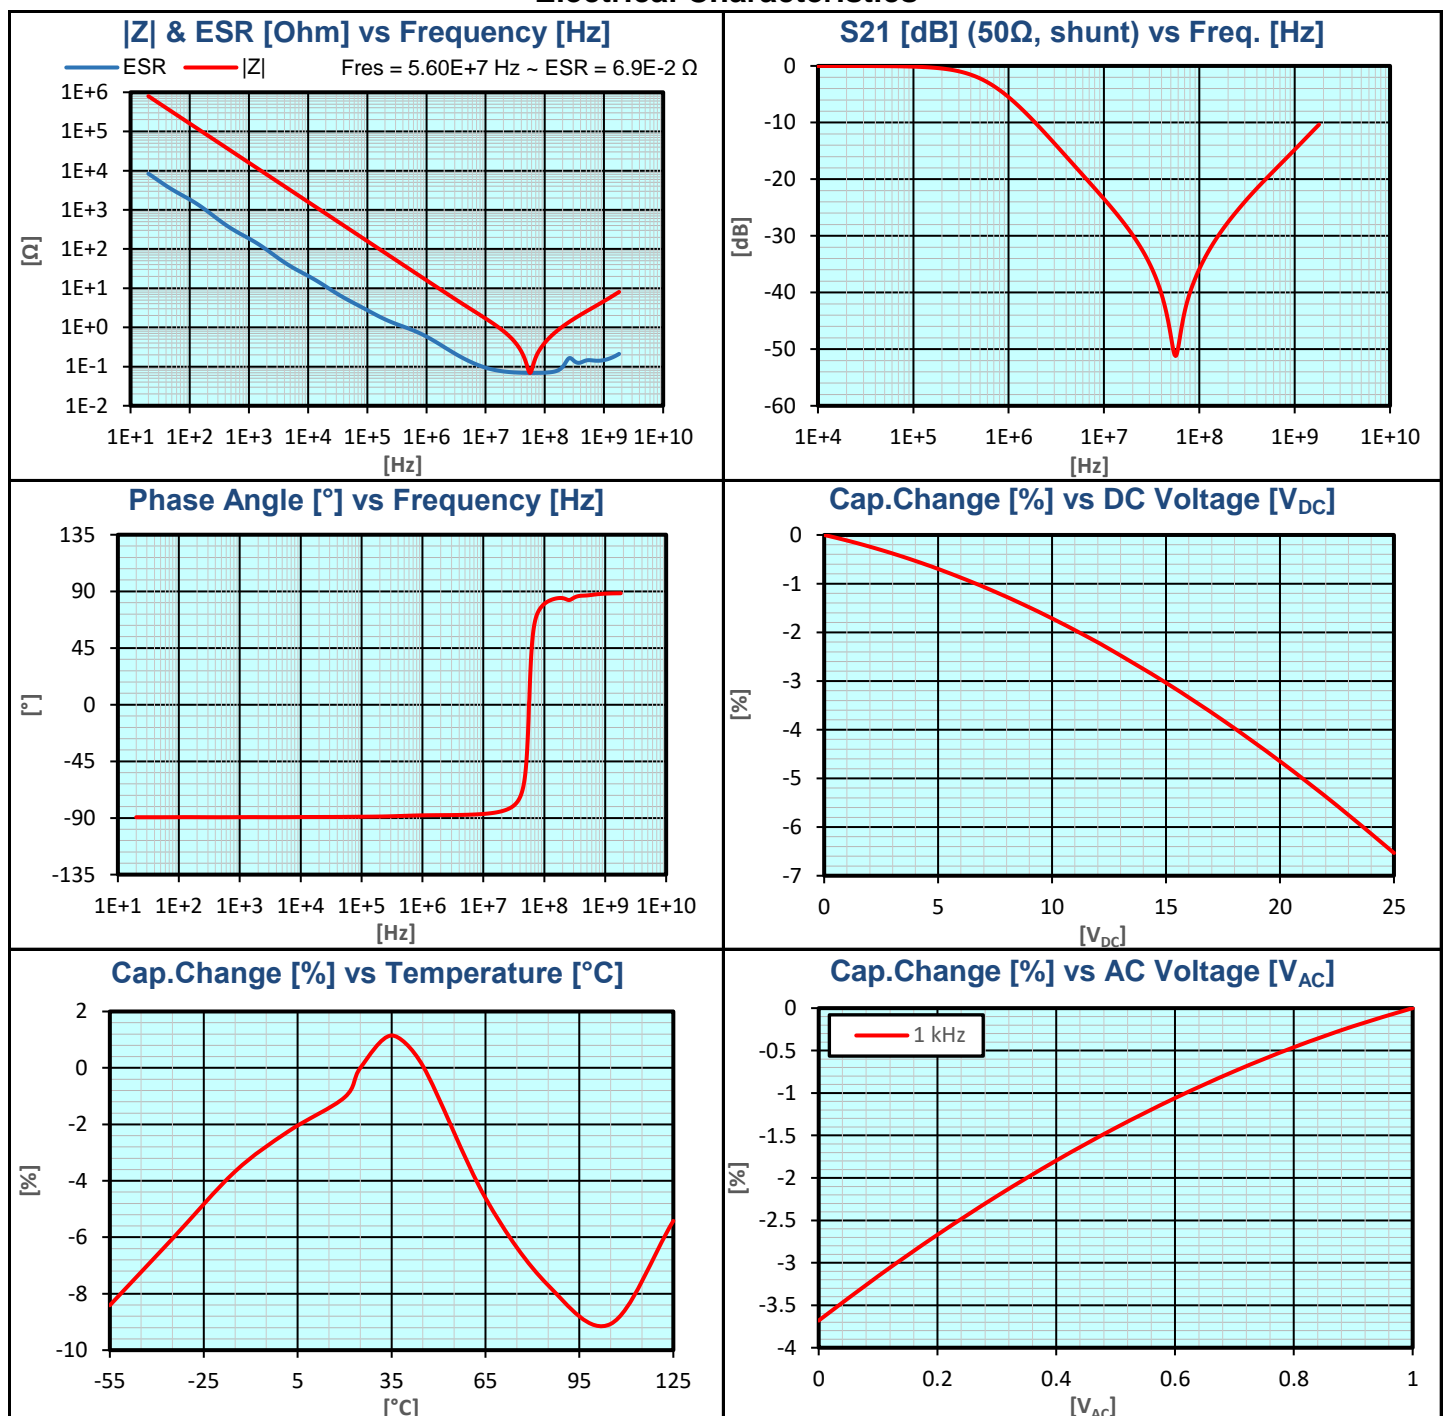 Electrical Characteristics
|Z| & ESR [Ohm] vs Frequency [Hz]
ESR |Z| Fres = 5.60E+7 Hz ~ ESR = 6.9E-2 Ω
1E+6
1E+5
1E+4
1E+3
1E+2
1E+1
1E+0
1E-1
1E-2
[Ω]
1E+1 1E+2 1E+3 1E+4 1E+5 1E+6 1E+7 1E+8 1E+9 1E+10
[Hz]
S21 [dB] (50Ω, shunt) vs Freq. [Hz]
0
-10
-20
-30
-40
-50
-60
[dB]
1E+4 1E+5 1E+6 1E+7 1E+8 1E+9 1E+10
[Hz]
Phase Angle [°] vs Frequency [Hz]
135
90
45
0
-45
-90
-135
[°]
1E+1 1E+2 1E+3 1E+4 1E+5 1E+6 1E+7 1E+8 1E+9 1E+10
[Hz]
Cap.Change [%] vs DC Voltage [VDC]
0
-1
-2
-3
-4
-5
-6
-7
[%]
0 5 10 15 20 25
[VDC]
Cap.Change [%] vs Temperature [°C]
2
0
-2
-4
-6
-8
-10
[%]
-55 -25 5 35 65 95 125
[°C]
Cap.Change [%] vs AC Voltage [VAC]
1 kHz
0
-0.5
-1
-1.5
-2
-2.5
-3
-3.5
-4
[%]
0 0.2 0.4 0.6 0.8 1
[VAC]